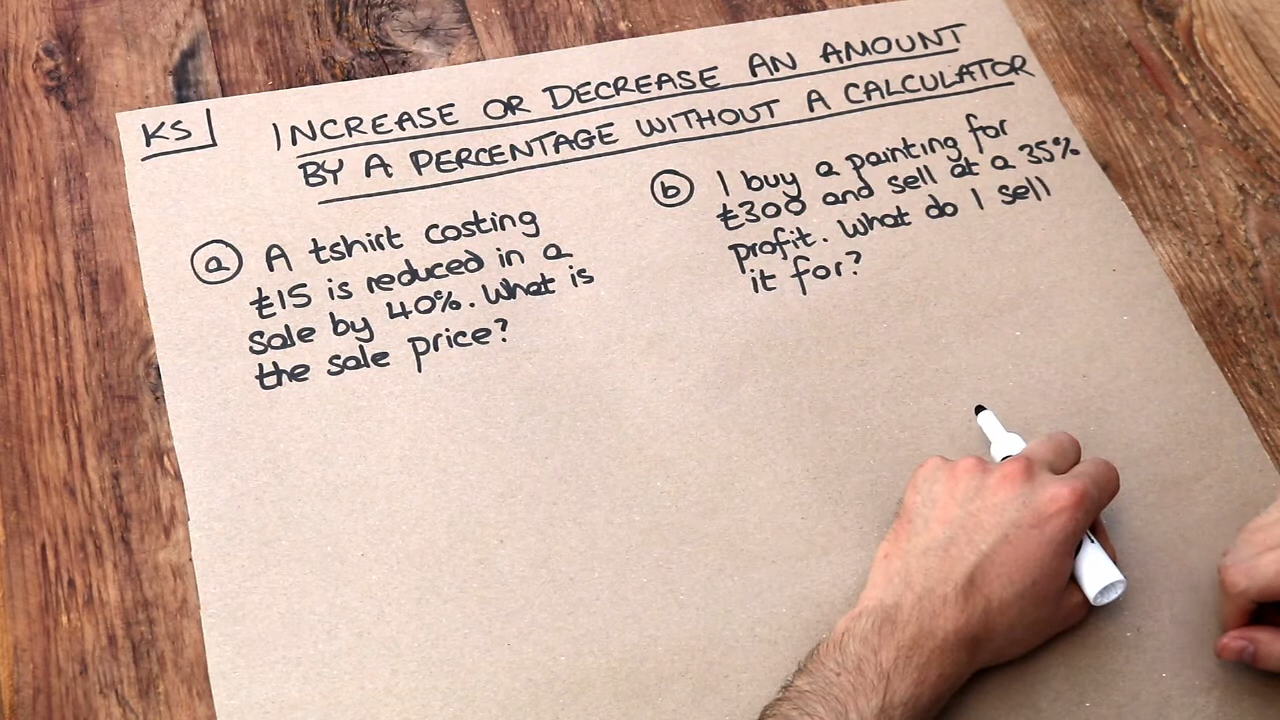 KS
INCREASE OR DECREASE AN AMOUNT
BY A PERCENTAGE WITHOUT A CALCULATOR
a A tshirt costing
£15 is reduced in a
sale by 40%. What is
the sale price?
b I buy a painting for
£300 and sell at a 35%
profit. What do I sell
it for?